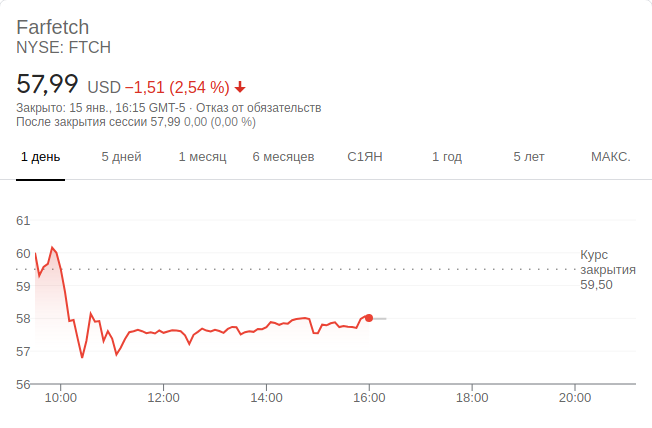 Farfetch
NYSE: FTCH
57,99 USD −1,51 (2,54 %)
Закрыто: 15 янв., 16:15 GMT-5 · Отказ от обязательств
После закрытия сессии 57,99 0,00 (0,00 %)
1 день 5 дней 1 месяц 6 месяцев С1ЯН 1 год 5 лет МАКС.
61
60
59
58
57
56
Курс
закрытия
59,50
10:00 12:00 14:00 16:00 18:00 20:00